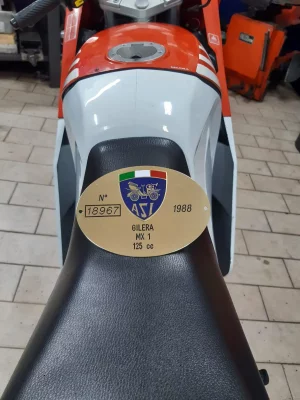 N°
18967
ASI
1988
GILERA
MX 1
125 cc